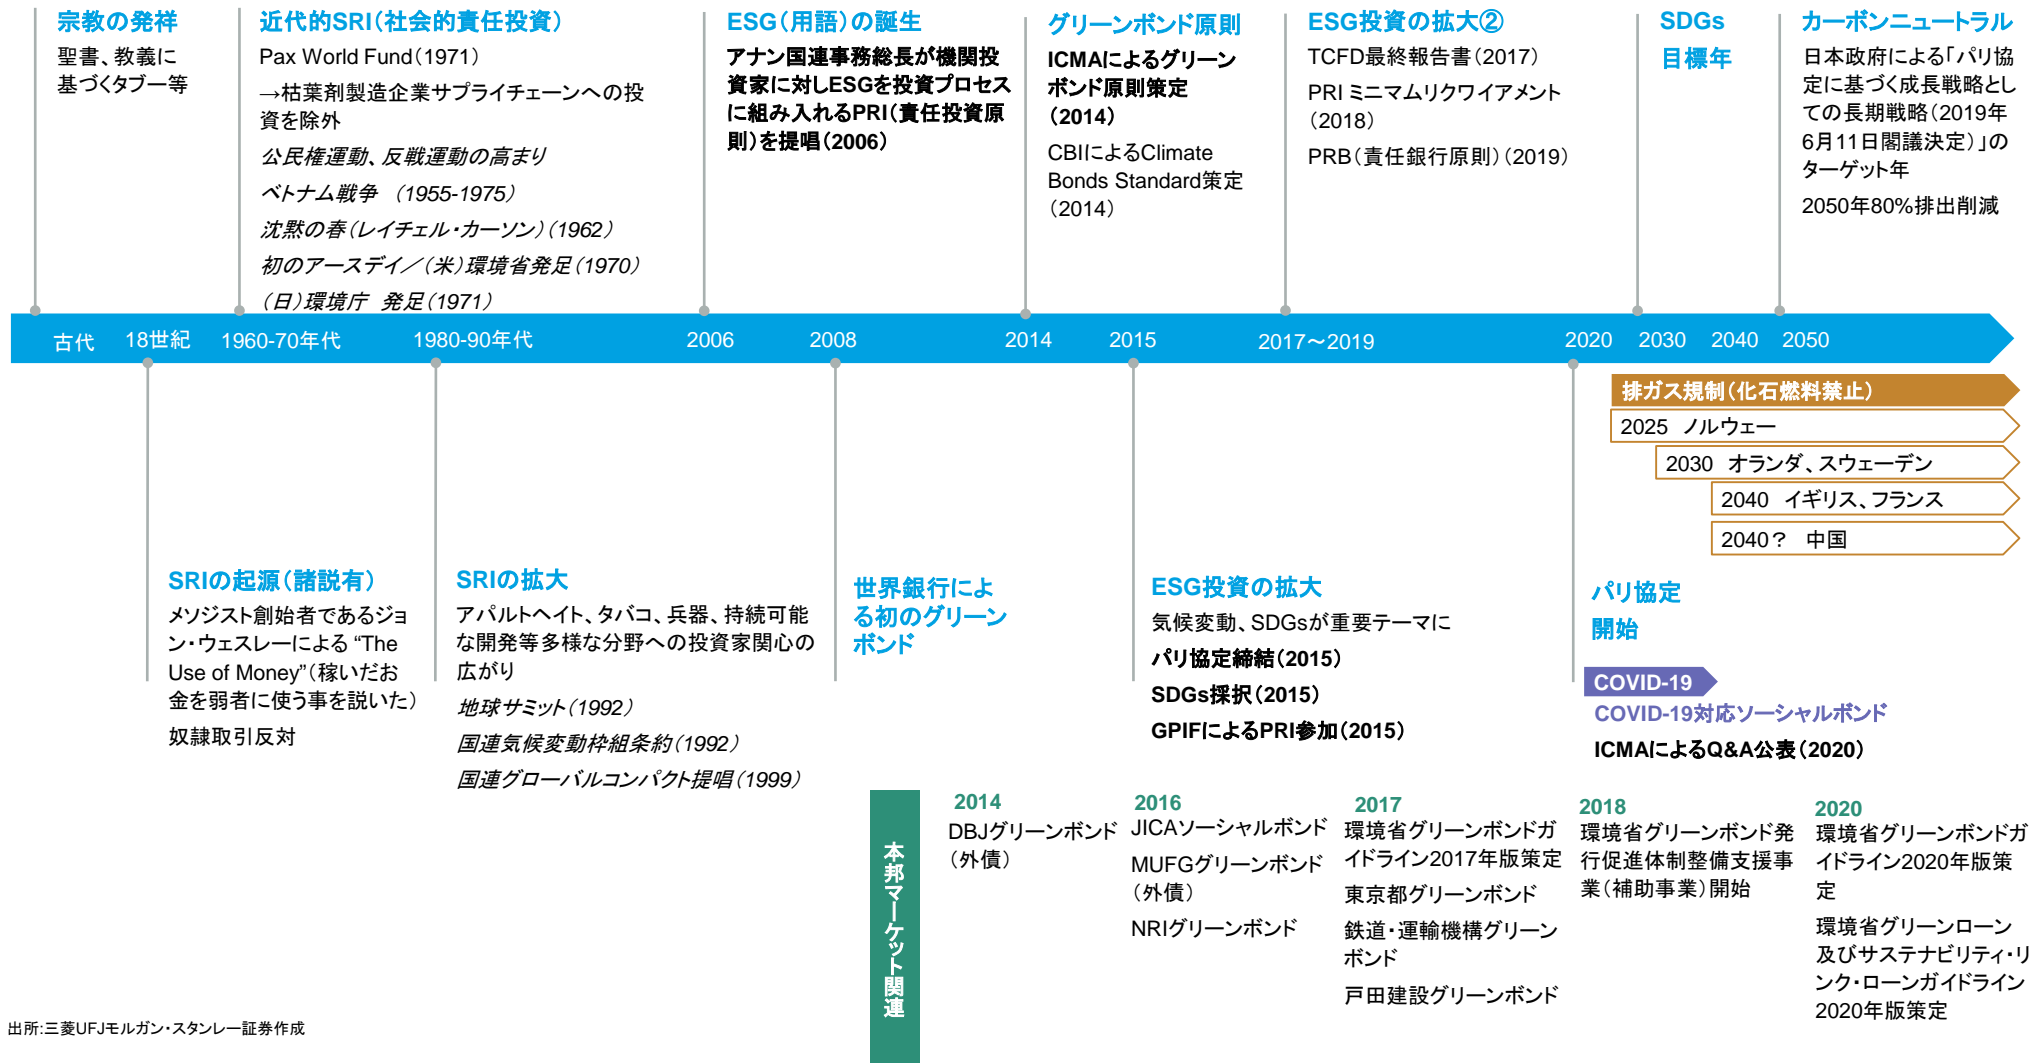 宗教の発祥
聖書、教義に
基づくタブー等
近代的SRI（社会的責任投資）
Pax World Fund（1971）
→枯葉剤製造企業サプライチェーンへの投
資を除外
公民権運動、反戦運動の高まり
ベトナム戦争　（1955-1975）
沈黙の春（レイチェル・カーソン）（1962）
初のアースデイ／（米）環境省発足（1970）
（日）環境庁　発足（1971）
ESG（用語）の誕生
アナン国連事務総長が機関投
資家に対しESGを投資プロセス
に組み入れるPRI（責任投資原
則）を提唱（2006）
グリーンボンド原則
ICMAによるグリーン
ボンド原則策定
（2014）
CBIによるClimate
Bonds Standard策定
（2014）
ESG投資の拡大②
TCFD最終報告書（2017）
PRI ミニマムリクワイアメント
（2018）
PRB（責任銀行原則）（2019）
SDGs
目標年
カーボンニュートラル
日本政府による「パリ協
定に基づく成長戦略とし
ての長期戦略（2019年
6月11日閣議決定）」の
ターゲット年
2050年80%排出削減
古代　18世紀　1960-70年代　1980-90年代　2006　2008　2014　2015　2017～2019　2020　2030　2040　2050
排ガス規制（化石燃料禁止）
2025　ノルウェー
2030　オランダ、スウェーデン
2040　イギリス、フランス
2040？　中国
SRIの起源（諸説有）
メソジスト創始者であるジョ
ン・ウェスレーによる “The
Use of Money”（稼いだお
金を弱者に使う事を説いた）
奴隷取引反対
SRIの拡大
アパルトヘイト、タバコ、兵器、持続可能
な開発等多様な分野への投資家関心の
広がり
地球サミット（1992）
国連気候変動枠組条約（1992）
国連グローバルコンパクト提唱（1999）
世界銀行によ
る初のグリーン
ボンド
ESG投資の拡大
気候変動、SDGsが重要テーマに
パリ協定締結（2015）
SDGs採択（2015）
GPIFによるPRI参加（2015）
パリ協定
開始
COVID-19
COVID-19対応ソーシャルボンド
ICMAによるQ&A公表（2020）
本邦マーケット関連
2014
DBJグリーンボンド
（外債）
2016
JICAソーシャルボンド
MUFGグリーンボンド
（外債）
NRIグリーンボンド
2017
環境省グリーンボンドガ
イドライン2017年版策定
東京都グリーンボンド
鉄道・運輸機構グリーン
ボンド
戸田建設グリーンボンド
2018
環境省グリーンボンド発
行促進体制整備支援事
業（補助事業）開始
2020
環境省グリーンボンドガ
イドライン2020年版策
定
環境省グリーンローン
及びサステナビリティ・リ
ンク・ローンガイドライン
2020年版策定
出所:三菱UFJモルガン・スタンレー証券作成